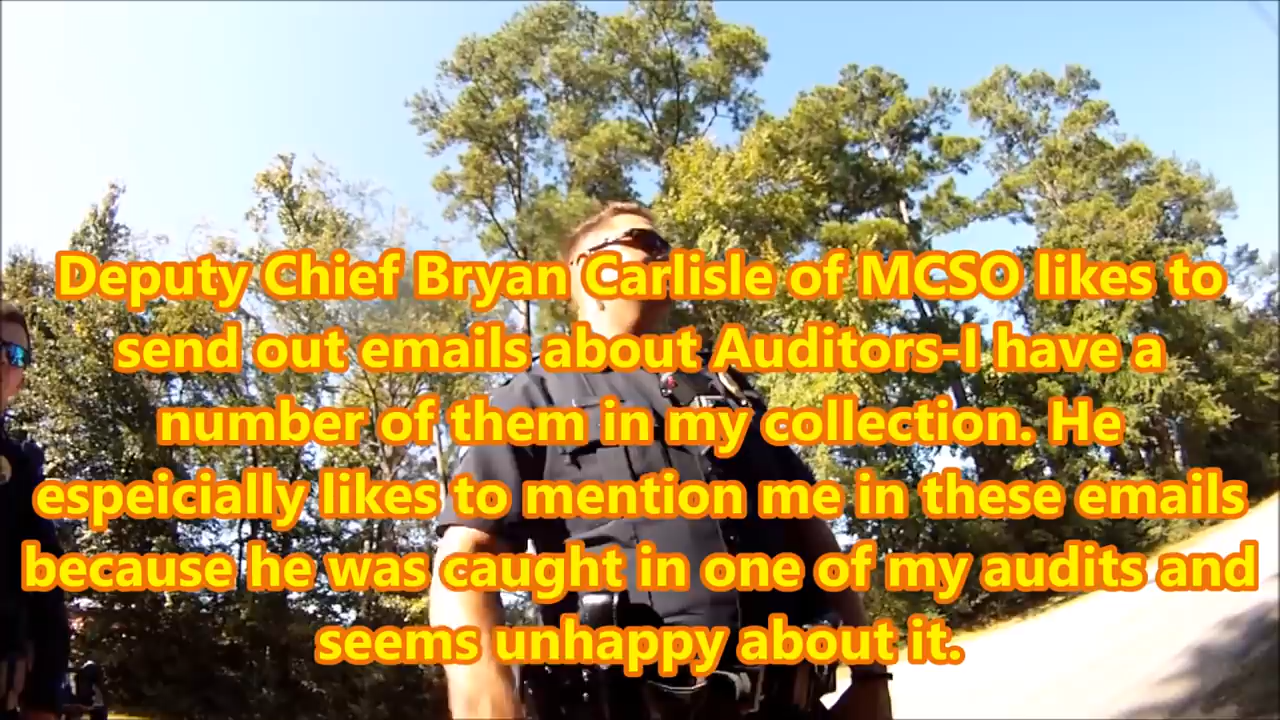 Deputy Chief Bryan Carlisle of MCSO likes to
send out emails about Auditors-I have a
number of them in my collection. He
espeicially likes to mention me in these emails
because he was caught in one of my audits and
seems unhappy about it.